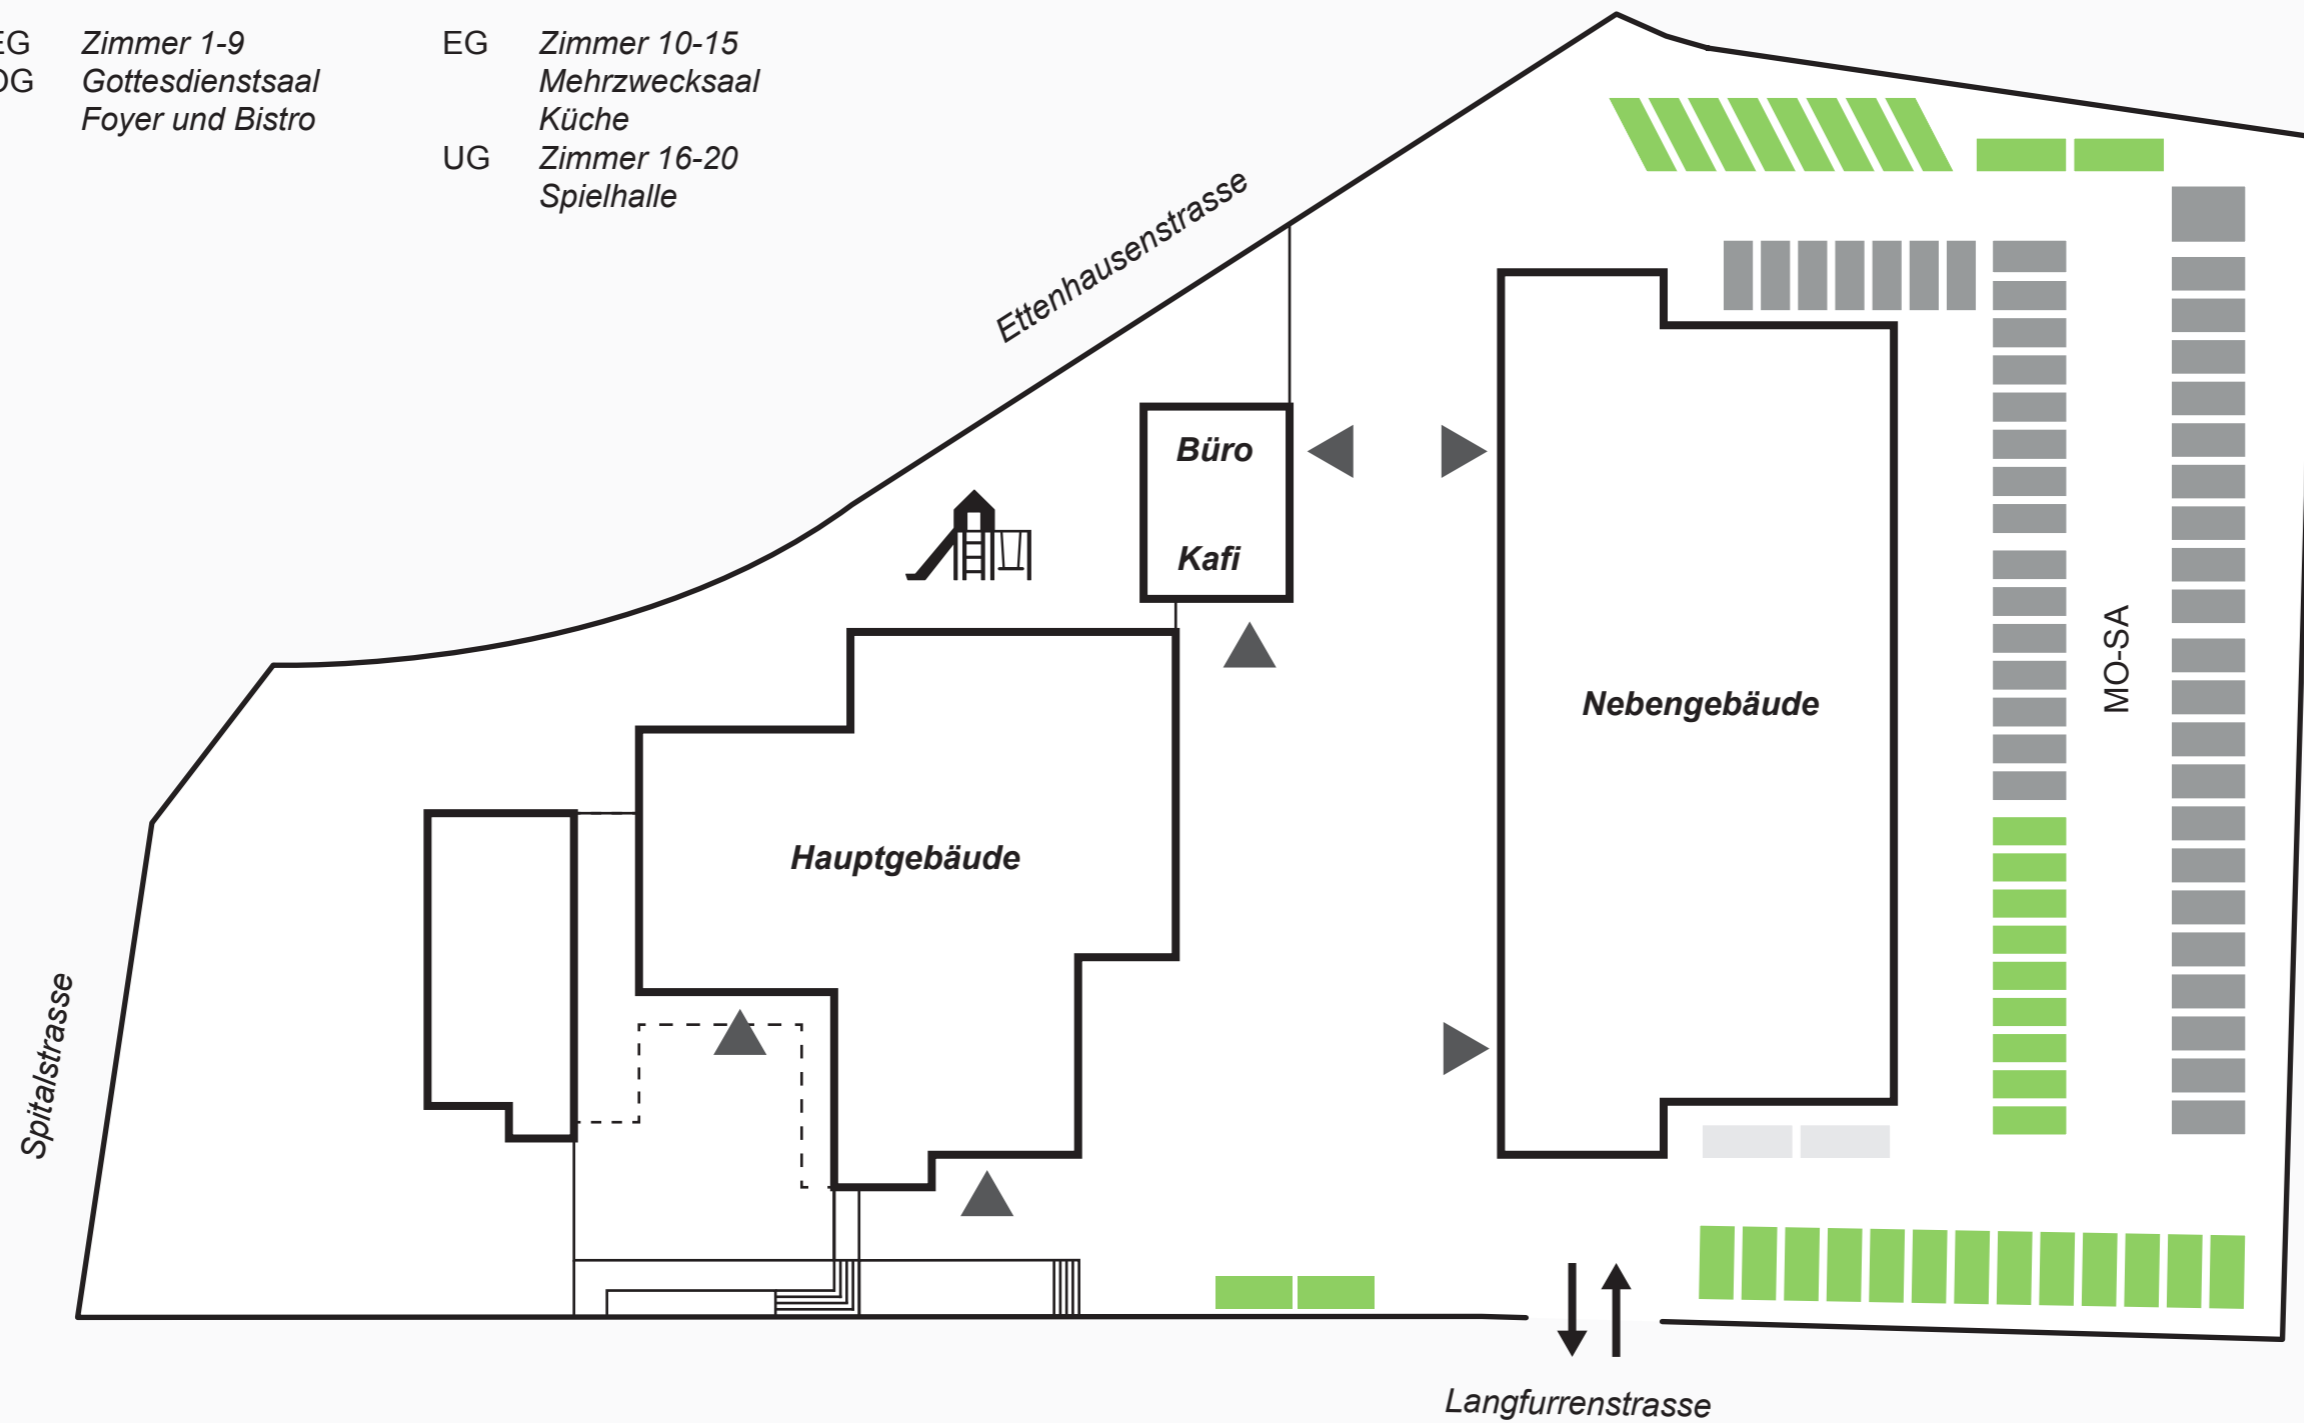 EG Zimmer 1-9
OG Gottesdienstsaal
Foyer und Bistro
EG Zimmer 10-15
Mehrzwecksaal
Küche
UG Zimmer 16-20
Spielhalle
Ettenhausenstrasse
Büro
Kafi
Nebengebäude
MO-SA
Hauptgebäude
Spitalstrasse
Langfurrenstrasse